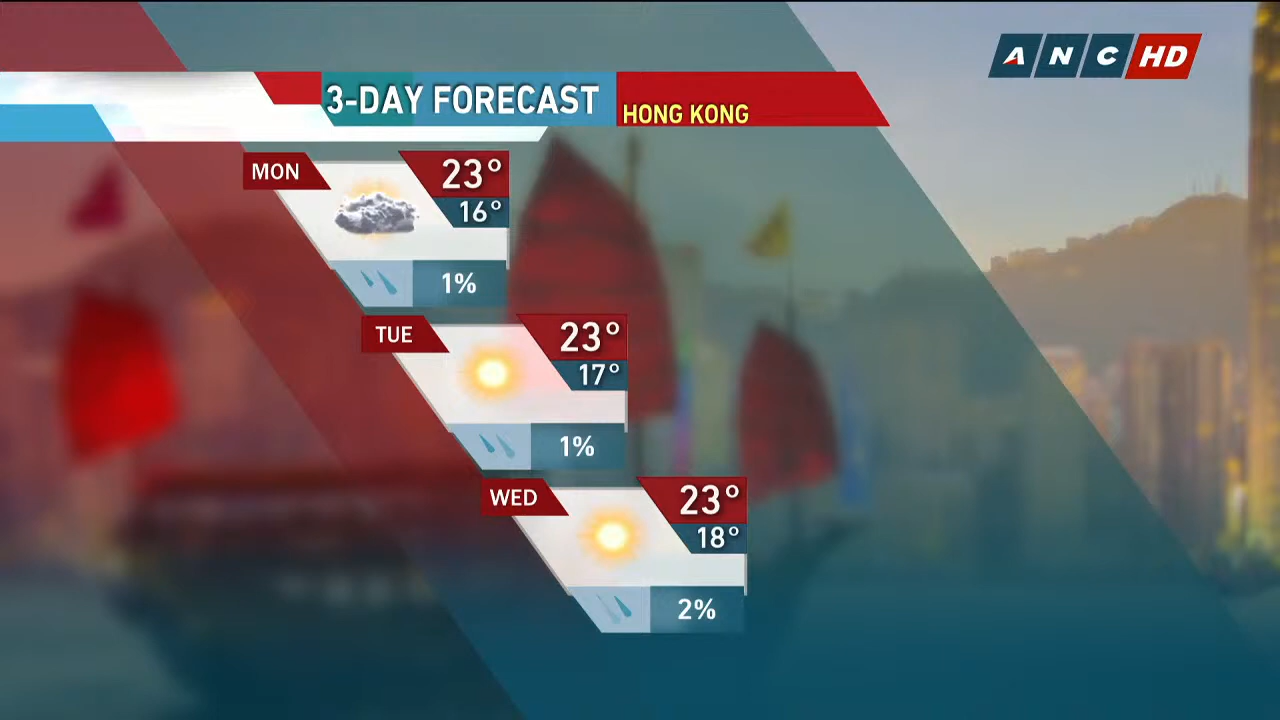 ANC HD
3-DAY FORECAST
HONG KONG
MON
23°
16°
1%
TUE
23°
17°
1%
WED
23°
18°
2%